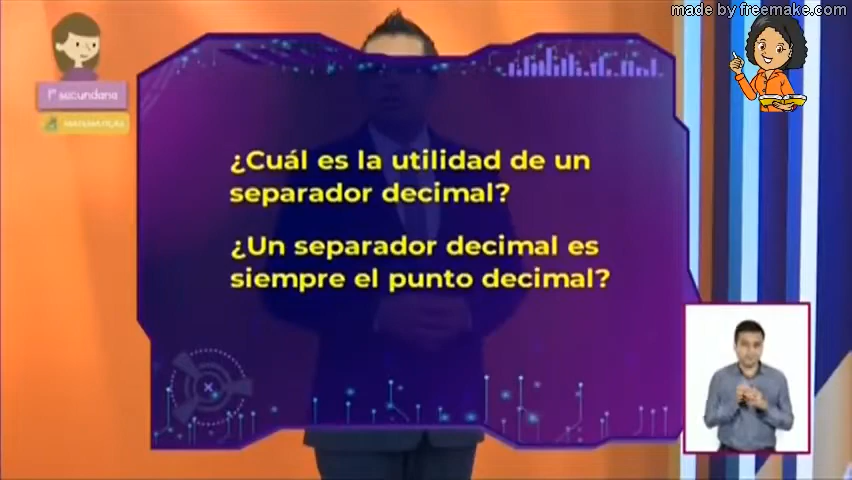 made by freemake.com
1° secundaria
MATEMÁTICAS
¿Cuál es la utilidad de un
separador decimal?
¿Un separador decimal es
siempre el punto decimal?